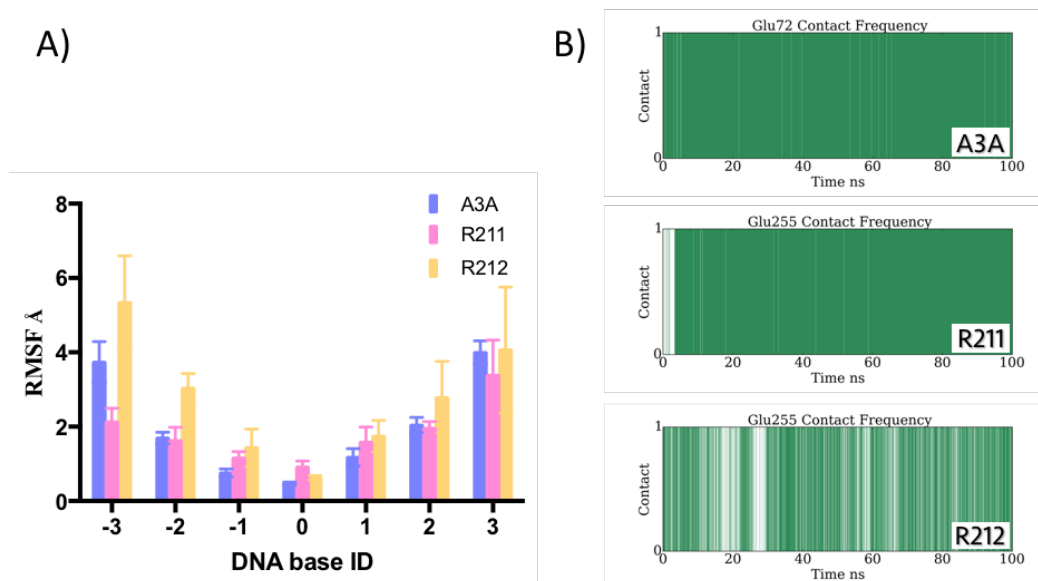 A)
8
6
4
2
0
RMSF Å
A3A
R211
R212
-3 -2 -1 0 1 2 3
DNA base ID
B)
Glu72 Contact Frequency
1
0
Contact
A3A
0 20 40 60 80 100
Time ns
Glu255 Contact Frequency
1
0
Contact
R211
0 20 40 60 80 100
Time ns
Glu255 Contact Frequency
1
0
Contact
R212
0 20 40 60 80 100
Time ns